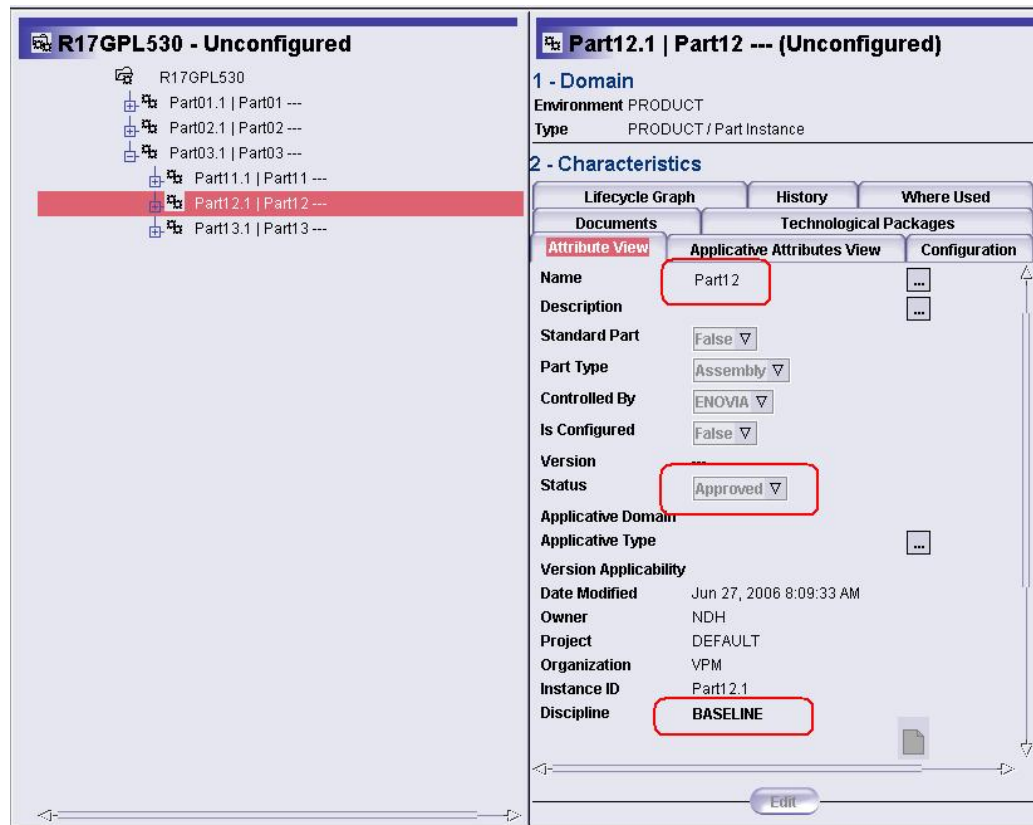 R17GPL530 - Unconfigured
R17GPL530
Part01.1 | Part01 ---
Part02.1 | Part02 ---
Part03.1 | Part03 ---
Part11.1 | Part11 ---
Part12.1 | Part12 ---
Part13.1 | Part13 ---
Part12.1 | Part12 --- (Unconfigured)
1 - Domain
Environment PRODUCT
Type PRODUCT / Part Instance
2 - Characteristics
Lifecycle Graph History Where Used
Documents Technological Packages
Attribute View Applicative Attributes View Configuration
Name Part12 ...
Description ...
Standard Part False
Part Type Assembly
Controlled By ENOVIA
Is Configured False
Version ---
Status Approved
Applicative Domain
Applicative Type ...
Version Applicability
Date Modified Jun 27, 2006 8:09:33 AM
Owner NDH
Project DEFAULT
Organization VPM
Instance ID Part12.1
Discipline BASELINE
Edit